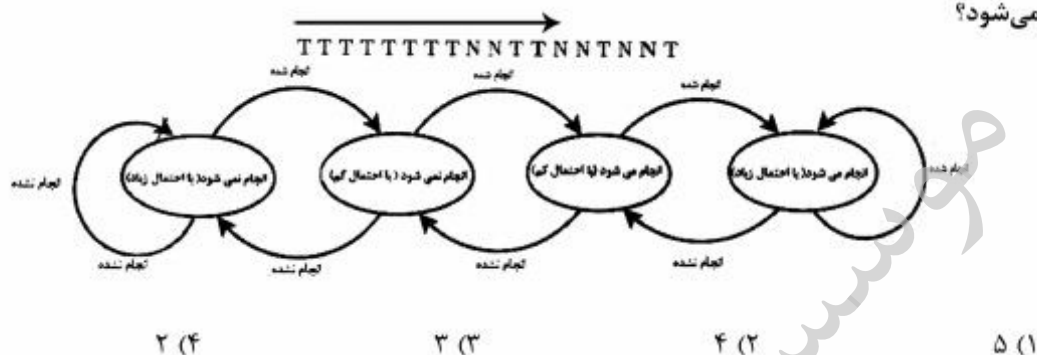 می‌شود؟
T T T T T T T T N N T T N N T N N T
انجام شده
انجام شده
انجام شده
انجام نمی شود( با احتمال زیاد)
انجام نمی شود ( با احتمال کم)
انجام می شود (با احتمال کم)
انجام می شود( با احتمال زیاد)
انجام نشده
انجام شده
انجام نشده
انجام نشده
انجام نشده
انجام نشده
۱) ۵
۲) ۴
۳) ۳
۴) ۲